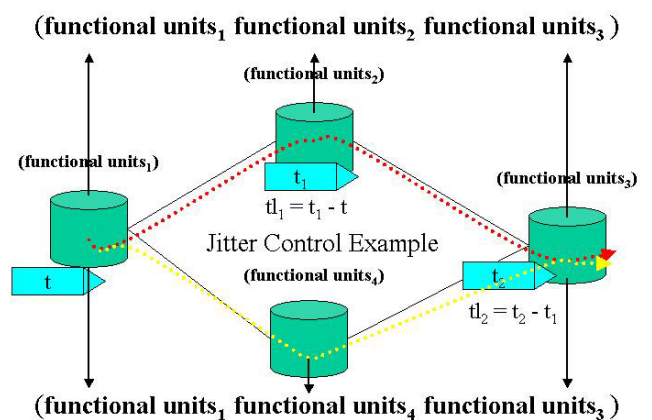 (functional units₁ functional units₂ functional units₃ )
(functional units₂)
(functional units₁)
t₁
(functional units₃)
tl₁ = t₁ - t
Jitter Control Example
(functional units₄)
t
t₂
tl₂ = t₂ - t₁
(functional units₁ functional units₄ functional units₃ )